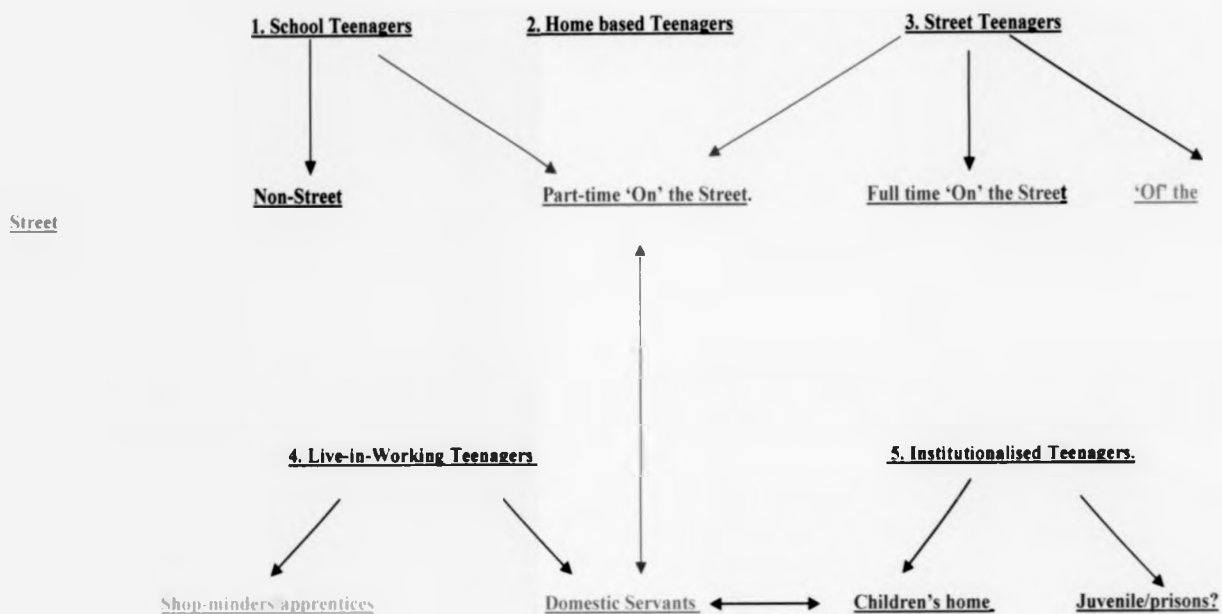 1. School Teenagers 2. Home based Teenagers 3. Street Teenagers
Non-Street Part-time ‘On’ the Street. Full time ‘On’ the Street ‘Of’ the
Street
4. Live-in-Working Teenagers 5. Institutionalised Teenagers.
Shop-minders apprentices Domestic Servants Children's home Juvenile/prisons?